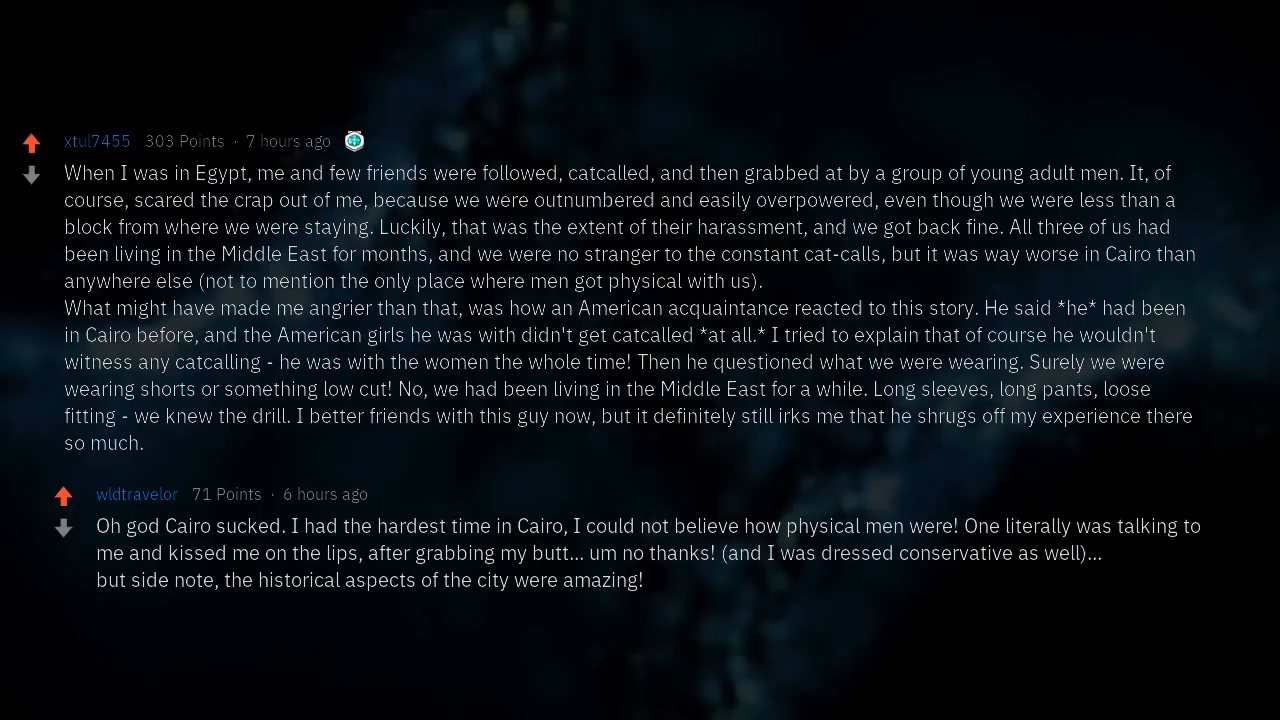 xtul7455 303 Points · 7 hours ago
When I was in Egypt, me and few friends were followed, catcalled, and then grabbed at by a group of young adult men. It, of
course, scared the crap out of me, because we were outnumbered and easily overpowered, even though we were less than a
block from where we were staying. Luckily, that was the extent of their harassment, and we got back fine. All three of us had
been living in the Middle East for months, and we were no stranger to the constant cat-calls, but it was way worse in Cairo than
anywhere else (not to mention the only place where men got physical with us).
What might have made me angrier than that, was how an American acquaintance reacted to this story. He said *he* had been
in Cairo before, and the American girls he was with didn't get catcalled *at all.* I tried to explain that of course he wouldn't
witness any catcalling - he was with the women the whole time! Then he questioned what we were wearing. Surely we were
wearing shorts or something low cut! No, we had been living in the Middle East for a while. Long sleeves, long pants, loose
fitting - we knew the drill. I better friends with this guy now, but it definitely still irks me that he shrugs off my experience there
so much.
wldtravelor 71 Points · 6 hours ago
Oh god Cairo sucked. I had the hardest time in Cairo, I could not believe how physical men were! One literally was talking to
me and kissed me on the lips, after grabbing my butt... um no thanks! (and I was dressed conservative as well)...
but side note, the historical aspects of the city were amazing!